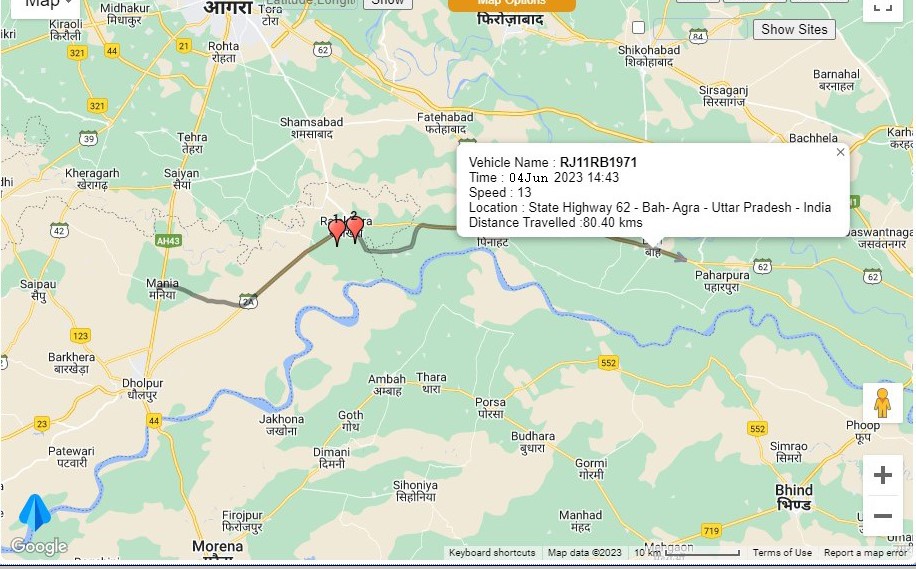 Map
आगरा
Tora
टोरा
Latitude,Longit
Show
Map Options
फ़िरोज़ाबाद
Show Sites
Midhakur
मिधाकुर
Kiraoli
किरौली
ikri
321
21
Rohta
रोहता
62
84
Shikohabad
शिकोहाबाद
Barnahal
बरनाहल
Sirsaganj
सिरसागंज
321
39
Tehra
तेहरा
Shamsabad
शमसाबाद
Fatehabad
फतेहाबाद
Bachhela
Kheragarh
खेरागढ़
Saiyan
सैयां
Vehicle Name : RJ11RB1971
Time : 04Jun 2023 14:43
Speed : 13
Location : State Highway 62 - Bah- Agra - Uttar Pradesh - India
Distance Travelled :80.40 kms
1
2
42
AH43
पिनाहट
बाह
Jaswantnagar
जसवंतनगर
Paharpura
पहारपुरा
62
62
Saipau
सैपु
Mania
मनिया
2A
123
Barkhera
बारखेड़ा
Dholpur
धौलपुर
44
23
Jakhona
जखोना
Ambah
अम्बाह
Thara
थारा
552
Porsa
पोरसा
Goth
गोथ
Budhara
बुधारा
552
Phoop
फूप
Patewari
पटवारी
Dimani
दिमनी
Gormi
गोरमी
Simrao
सिमरो
Sihoniya
सिहोनिया
Bhind
भिण्ड
Firojpur
फिरोजपुर
Manhad
मंहद
719
Morena
Google
Keyboard shortcuts
Map data ©2023
10 km
Mehgaon
Terms of Use
Report a map error